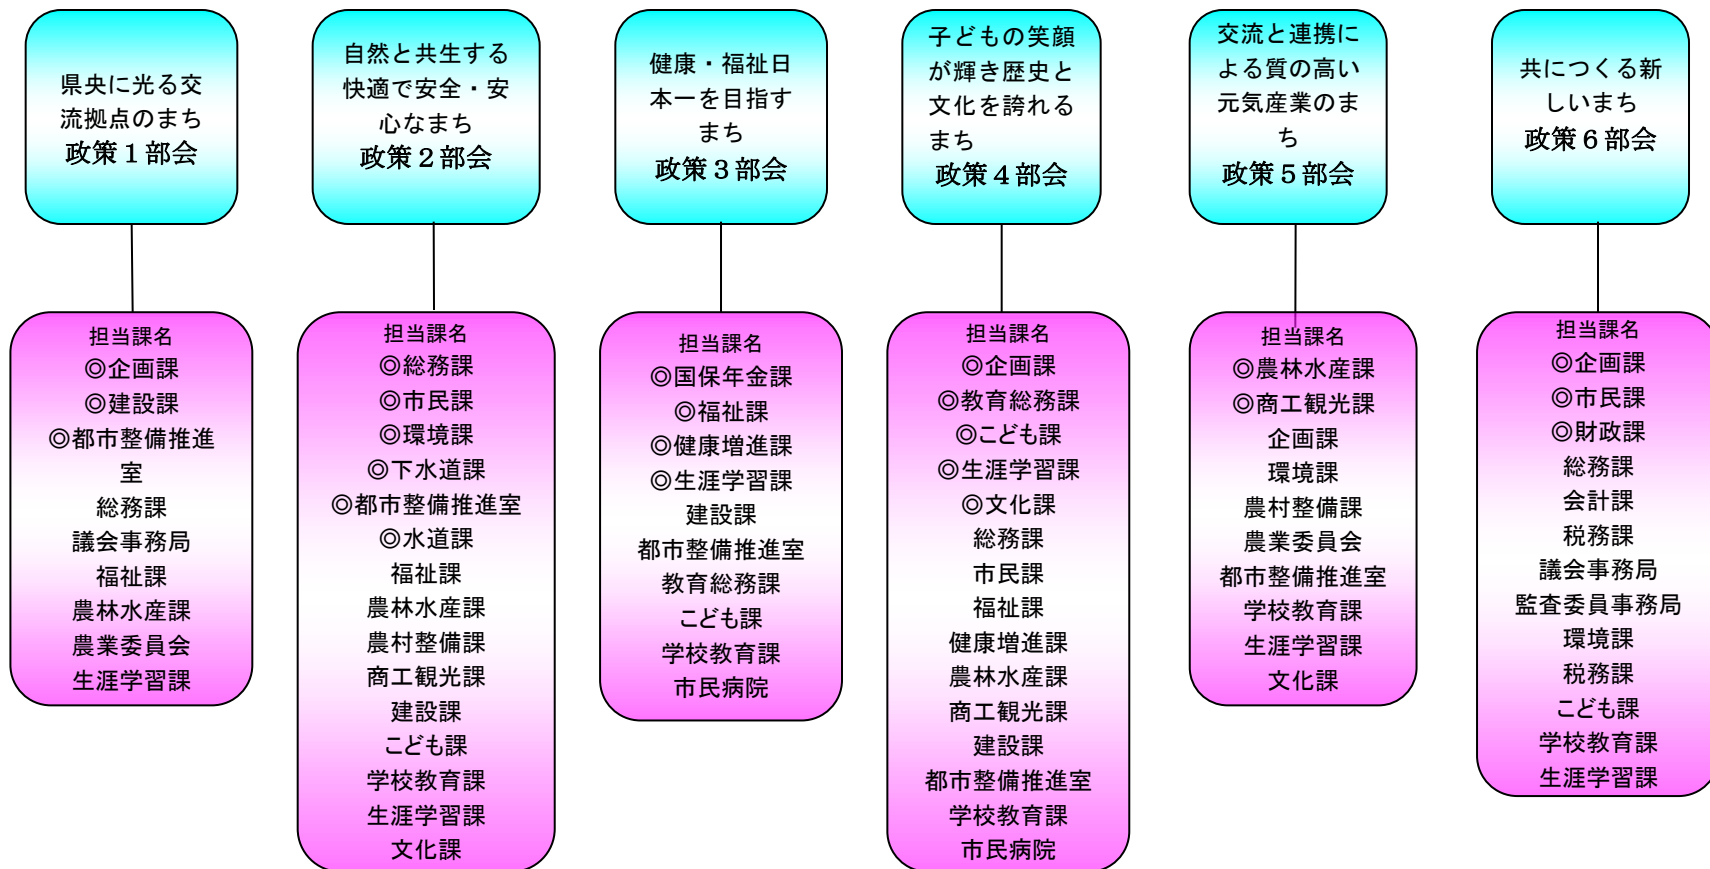 県央に光る交
流拠点のまち
政策１部会
自然と共生する
快適で安全・安
心なまち
政策２部会
健康・福祉日
本一を目指す
まち
政策３部会
子どもの笑顔
が輝き歴史と
文化を誇れる
まち
政策４部会
交流と連携に
よる質の高い
元気産業のま
ち
政策５部会
共につくる新
しいまち
政策６部会
担当課名
◎企画課
◎建設課
◎都市整備推進
室
総務課
議会事務局
福祉課
農林水産課
農業委員会
生涯学習課
担当課名
◎総務課
◎市民課
◎環境課
◎下水道課
◎都市整備推進室
◎水道課
福祉課
農林水産課
農村整備課
商工観光課
建設課
こども課
学校教育課
生涯学習課
文化課
担当課名
◎国保年金課
◎福祉課
◎健康増進課
◎生涯学習課
建設課
都市整備推進室
教育総務課
こども課
学校教育課
市民病院
担当課名
◎企画課
◎教育総務課
◎こども課
◎生涯学習課
◎文化課
総務課
市民課
福祉課
健康増進課
農林水産課
商工観光課
建設課
都市整備推進室
学校教育課
市民病院
担当課名
◎農林水産課
◎商工観光課
企画課
環境課
農村整備課
農業委員会
都市整備推進室
学校教育課
生涯学習課
文化課
担当課名
◎企画課
◎市民課
◎財政課
総務課
会計課
税務課
議会事務局
監査委員事務局
環境課
税務課
こども課
学校教育課
生涯学習課